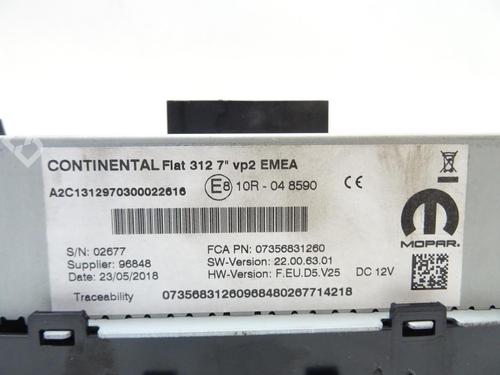 CONTINENTAL Fiat 312 7" vp2 EMEA
A2C1312970300022616
E8 10R - 04 8590
CE
MOPAR.
S/N: 02677
Supplier: 96848
Date: 23/05/2018
FCA PN: 07356831260
SW-Version: 22.00.63.01
HW-Version: F.EU.D5.V25
DC 12V
Traceability 07356831260968480267714218